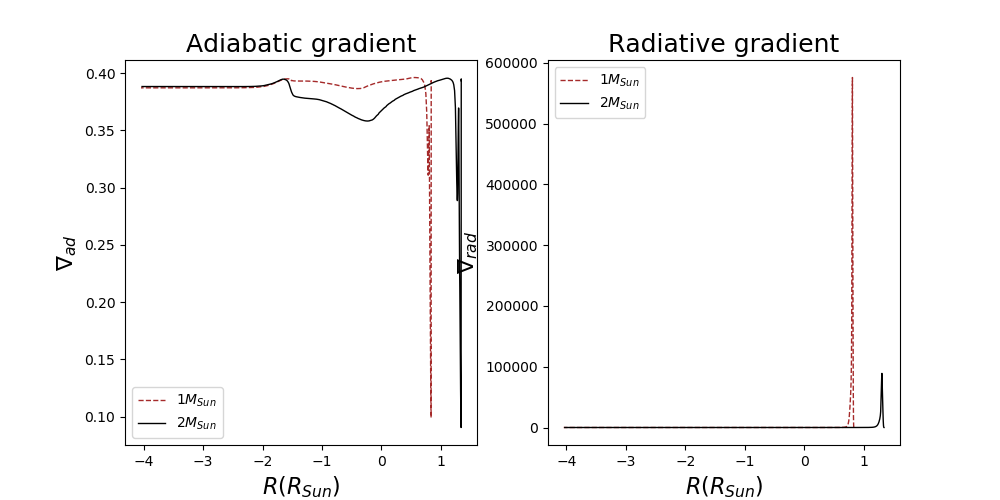 Adiabatic gradient
∇ad
0.40
0.35
0.30
0.25
0.20
0.15
0.10
1MSun
2MSun
−4 −3 −2 −1 0 1
R(RSun)
Radiative gradient
∇rad
600000
500000
400000
300000
200000
100000
0
1MSun
2MSun
−4 −3 −2 −1 0 1
R(RSun)